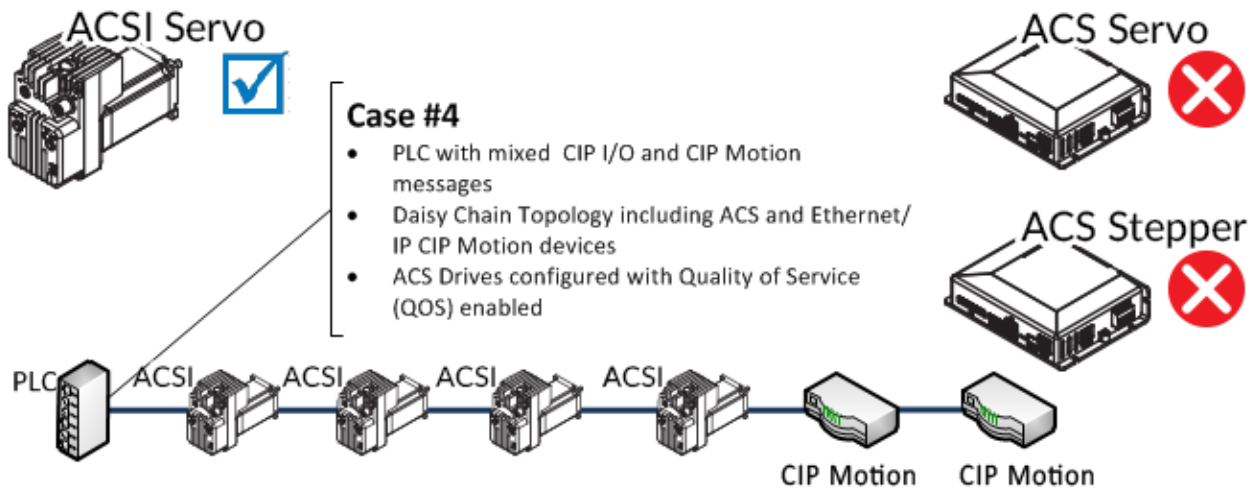 ACSI Servo
ACS Servo
Case #4
• PLC with mixed CIP I/O and CIP Motion
messages
• Daisy Chain Topology including ACS and Ethernet/
IP CIP Motion devices
• ACS Drives configured with Quality of Service
(QOS) enabled
ACS Stepper
PLC
ACSI
ACSI
ACSI
ACSI
CIP Motion
CIP Motion